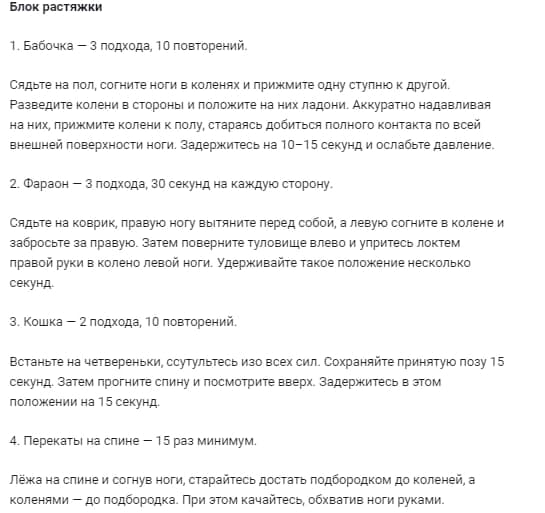 Блок растяжки
1. Бабочка — 3 подхода, 10 повторений.
Сядьте на пол, согните ноги в коленях и прижмите одну ступню к другой.
Разведите колени в стороны и положите на них ладони. Аккуратно надавливая
на них, прижмите колени к полу, стараясь добиться полного контакта по всей
внешней поверхности ноги. Задержитесь на 10–15 секунд и ослабьте давление.
2. Фараон — 3 подхода, 30 секунд на каждую сторону.
Сядьте на коврик, правую ногу вытяните перед собой, а левую согните в колене и
забросьте за правую. Затем поверните туловище влево и упритесь локтем
правой руки в колено левой ноги. Удерживайте такое положение несколько
секунд.
3. Кошка — 2 подхода, 10 повторений.
Встаньте на четвереньки, ссутультесь изо всех сил. Сохраняйте принятую позу 15
секунд. Затем прогните спину и посмотрите вверх. Задержитесь в этом
положении на 15 секунд.
4. Перекаты на спине — 15 раз минимум.
Лёжа на спине и согнув ноги, старайтесь достать подбородком до коленей, а
коленями — до подбородка. При этом качайтесь, обхватив ноги руками.